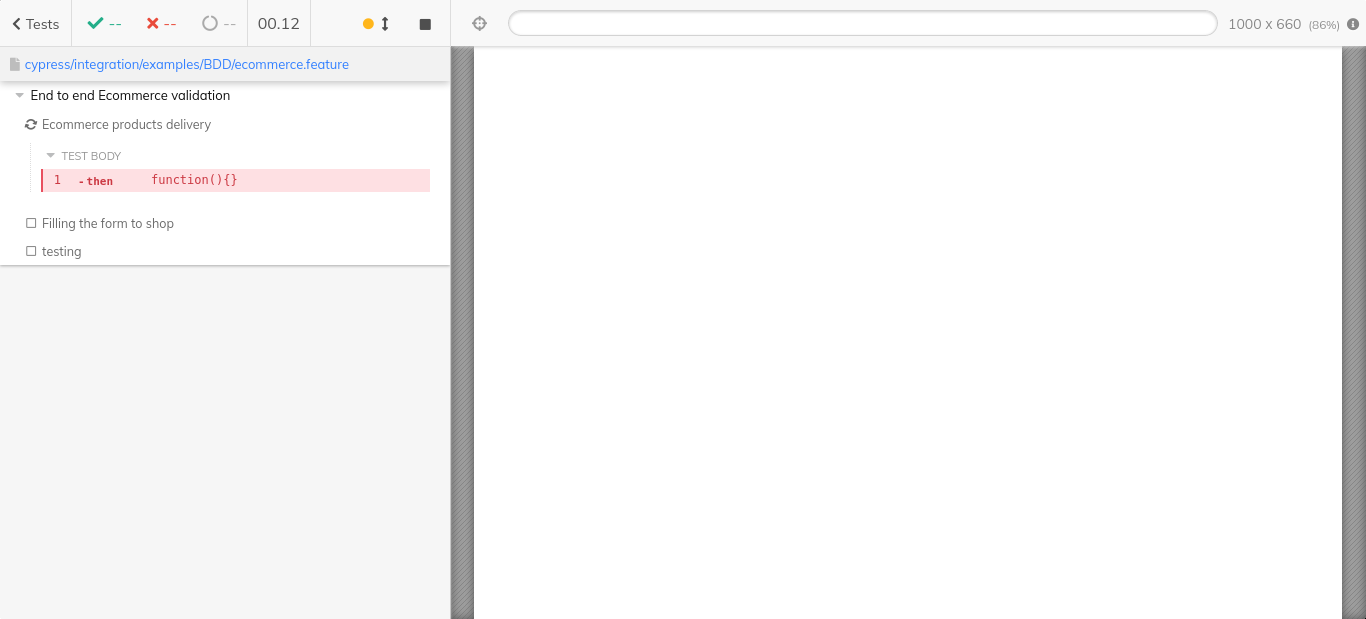 Tests -- -- -- 00.12 1000 x 660 (86%)
cypress/integration/examples/BDD/ecommerce.feature
End to end Ecommerce validation
Ecommerce products delivery
TEST BODY
1 -then function(){}
Filling the form to shop
testing